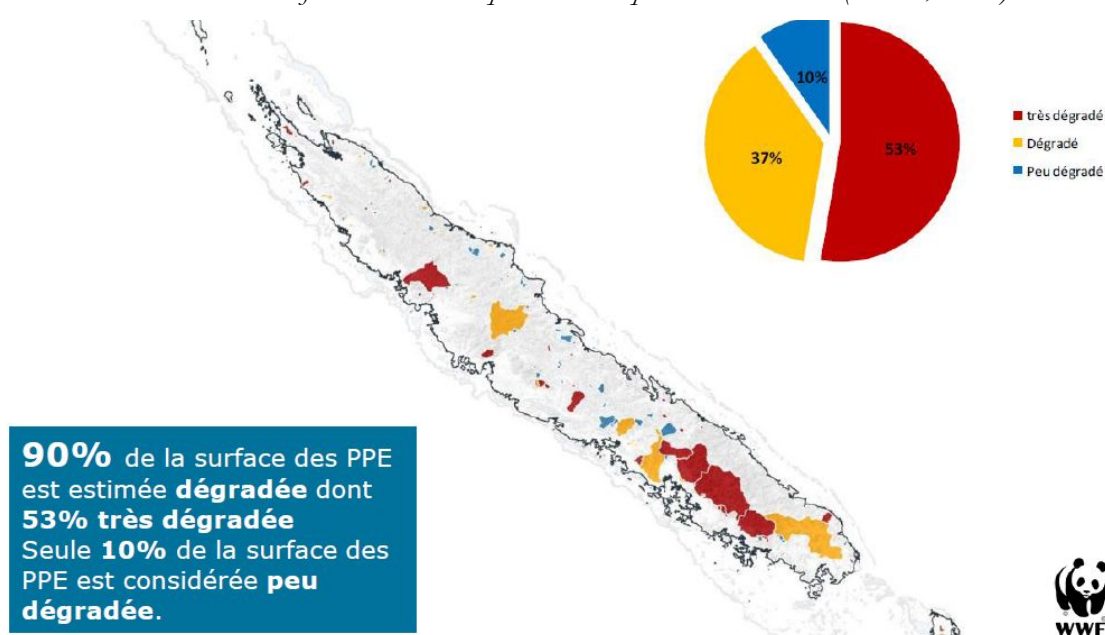 10%
37%
53%
très dégradé
Dégradé
Peu dégradé
90% de la surface des PPE
est estimée dégradée dont
53% très dégradée
Seule 10% de la surface des
PPE est considérée peu
dégradée.
WWF